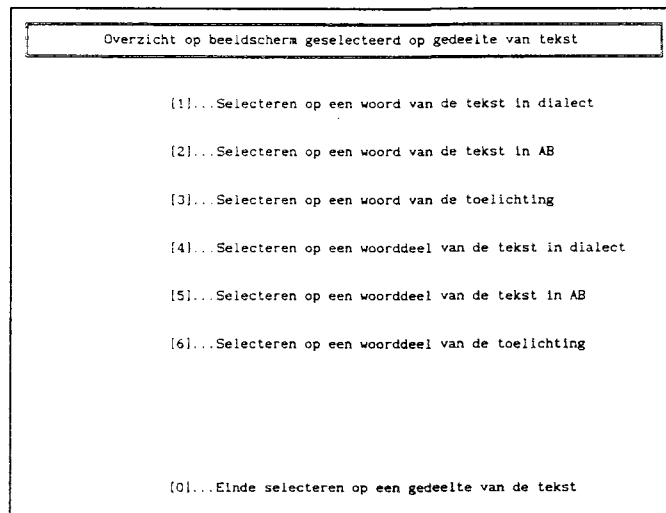 Overzicht op beeldscherm geselecteerd op gedeelte van tekst
[1]...Selecteren op een woord van de tekst in dialect
[2]...Selecteren op een woord van de tekst in AB
[3]...Selecteren op een woord van de toelichting
[4]...Selecteren op een woorddeel van de tekst in dialect
[5]...Selecteren op een woorddeel van de tekst in AB
[6]...Selecteren op een woorddeel van de toelichting
[0]...Einde selecteren op een gedeelte van de tekst